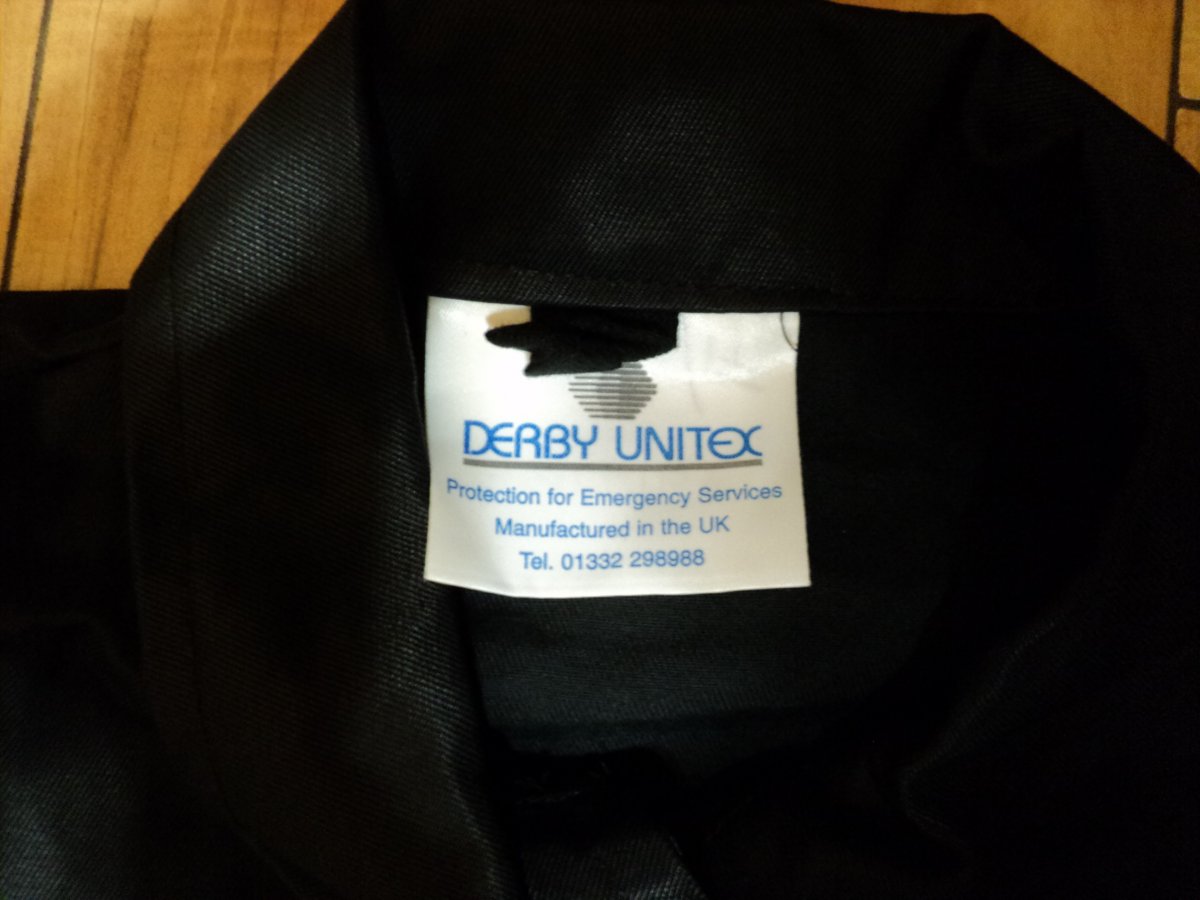 DERBY UNITEX
Protection for Emergency Services
Manufactured in the UK
Tel. 01332 298988